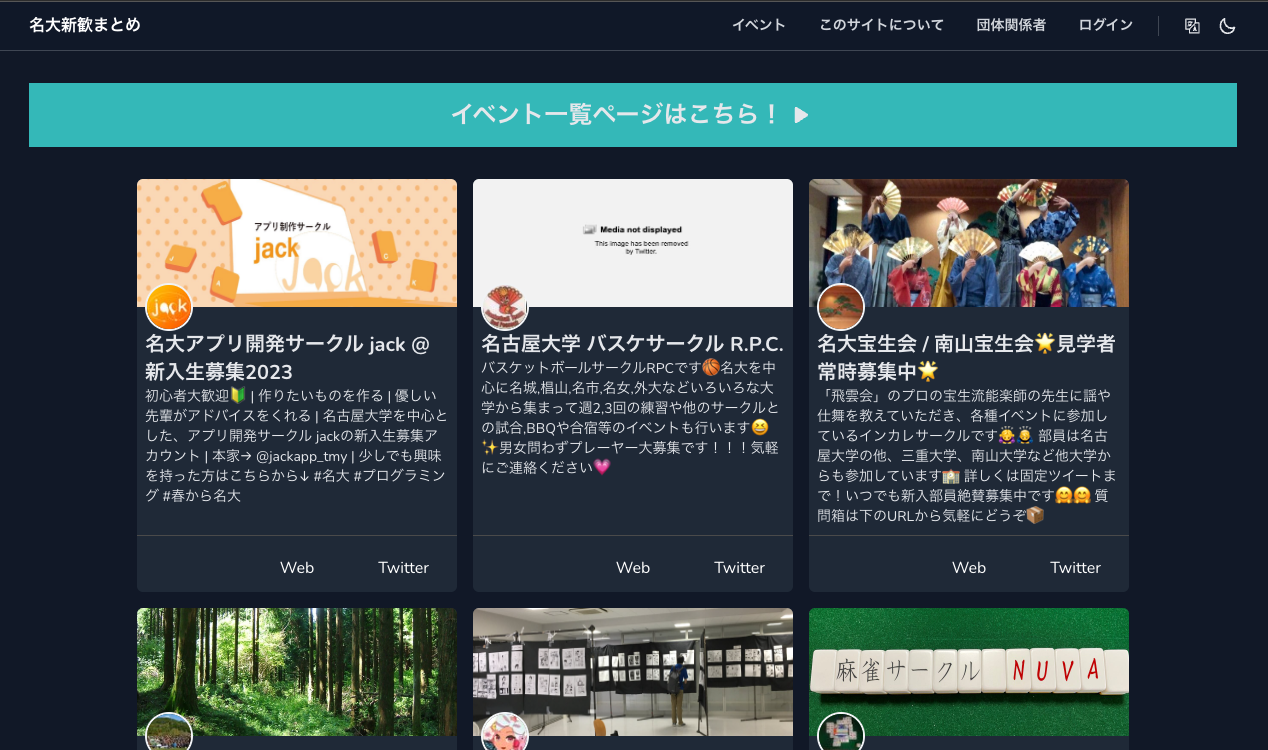 名大新歓まとめ
イベント
このサイトについて
団体関係者
ログイン
イベント一覧ページはこちら！ ▶
アプリ制作サークル
jack
Jack
jack
名大アプリ開発サークル jack @
新入生募集2023
初心者大歓迎🔰 | 作りたいものを作る | 優しい
先輩がアドバイスをくれる | 名古屋大学を中心と
した、アプリ開発サークル jackの新入生募集ア
カウント | 本家→ @jackapp_tmy | 少しでも興味
を持った方はこちらから↓ #名大 #プログラミン
グ #春から名大
Web
Twitter
Media not displayed
This image has been removed
by Twitter.
名古屋大学 バスケサークル R.P.C.
バスケットボールサークルRPCです🏀名大を中
心に名城,椙山,名市,名女,外大などいろいろな大
学から集まって週2,3回の練習や他のサークルと
の試合,BBQや合宿等のイベントも行います😆
✨男女問わずプレーヤー大募集です！！！気軽
にご連絡ください💗
Web
Twitter
名大宝生会 / 南山宝生会🌟見学者
常時募集中🌟
「飛雲会」のプロの宝生流能楽師の先生に謡や
仕舞を教えていただき、各種イベントに参加し
ているインカレサークルです🙇‍♀️🙇 部員は名古
屋大学の他、三重大学、南山大学など他大学か
らも参加しています🏫 詳しくは固定ツイートま
で！いつでも新入部員絶賛募集中です🤗🤗 質
問箱は下のURLから気軽にどうぞ📦
Web
Twitter
麻雀サークル NUVA